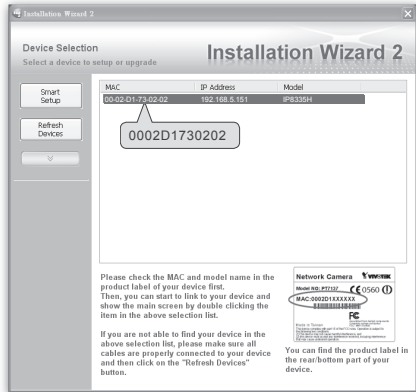 Installation Wizard 2
Device Selection
Select a device to setup or upgrade
Installation Wizard 2
Smart
Setup
Refresh
Devices
MAC IP Address Model
00-02-D1-73-02-02 192.168.5.151 IP8335H
0002D1730202
Please check the MAC and model name in the
product label of your device first.
Then, you can start to link to your device and
show the main screen by double clicking the
item in the above selection list.
If you are not able to find your device in the
above selection list, please make sure all
cables are properly connected to your device
and then click on the "Refresh Devices"
button.
Network Camera VIVOTEK
Model NO: PT7137 CE 0560
MAC:0002D1XXXXXX
FC
Made in Taiwan
You can find the product label in
the rear/bottom part of your
device.